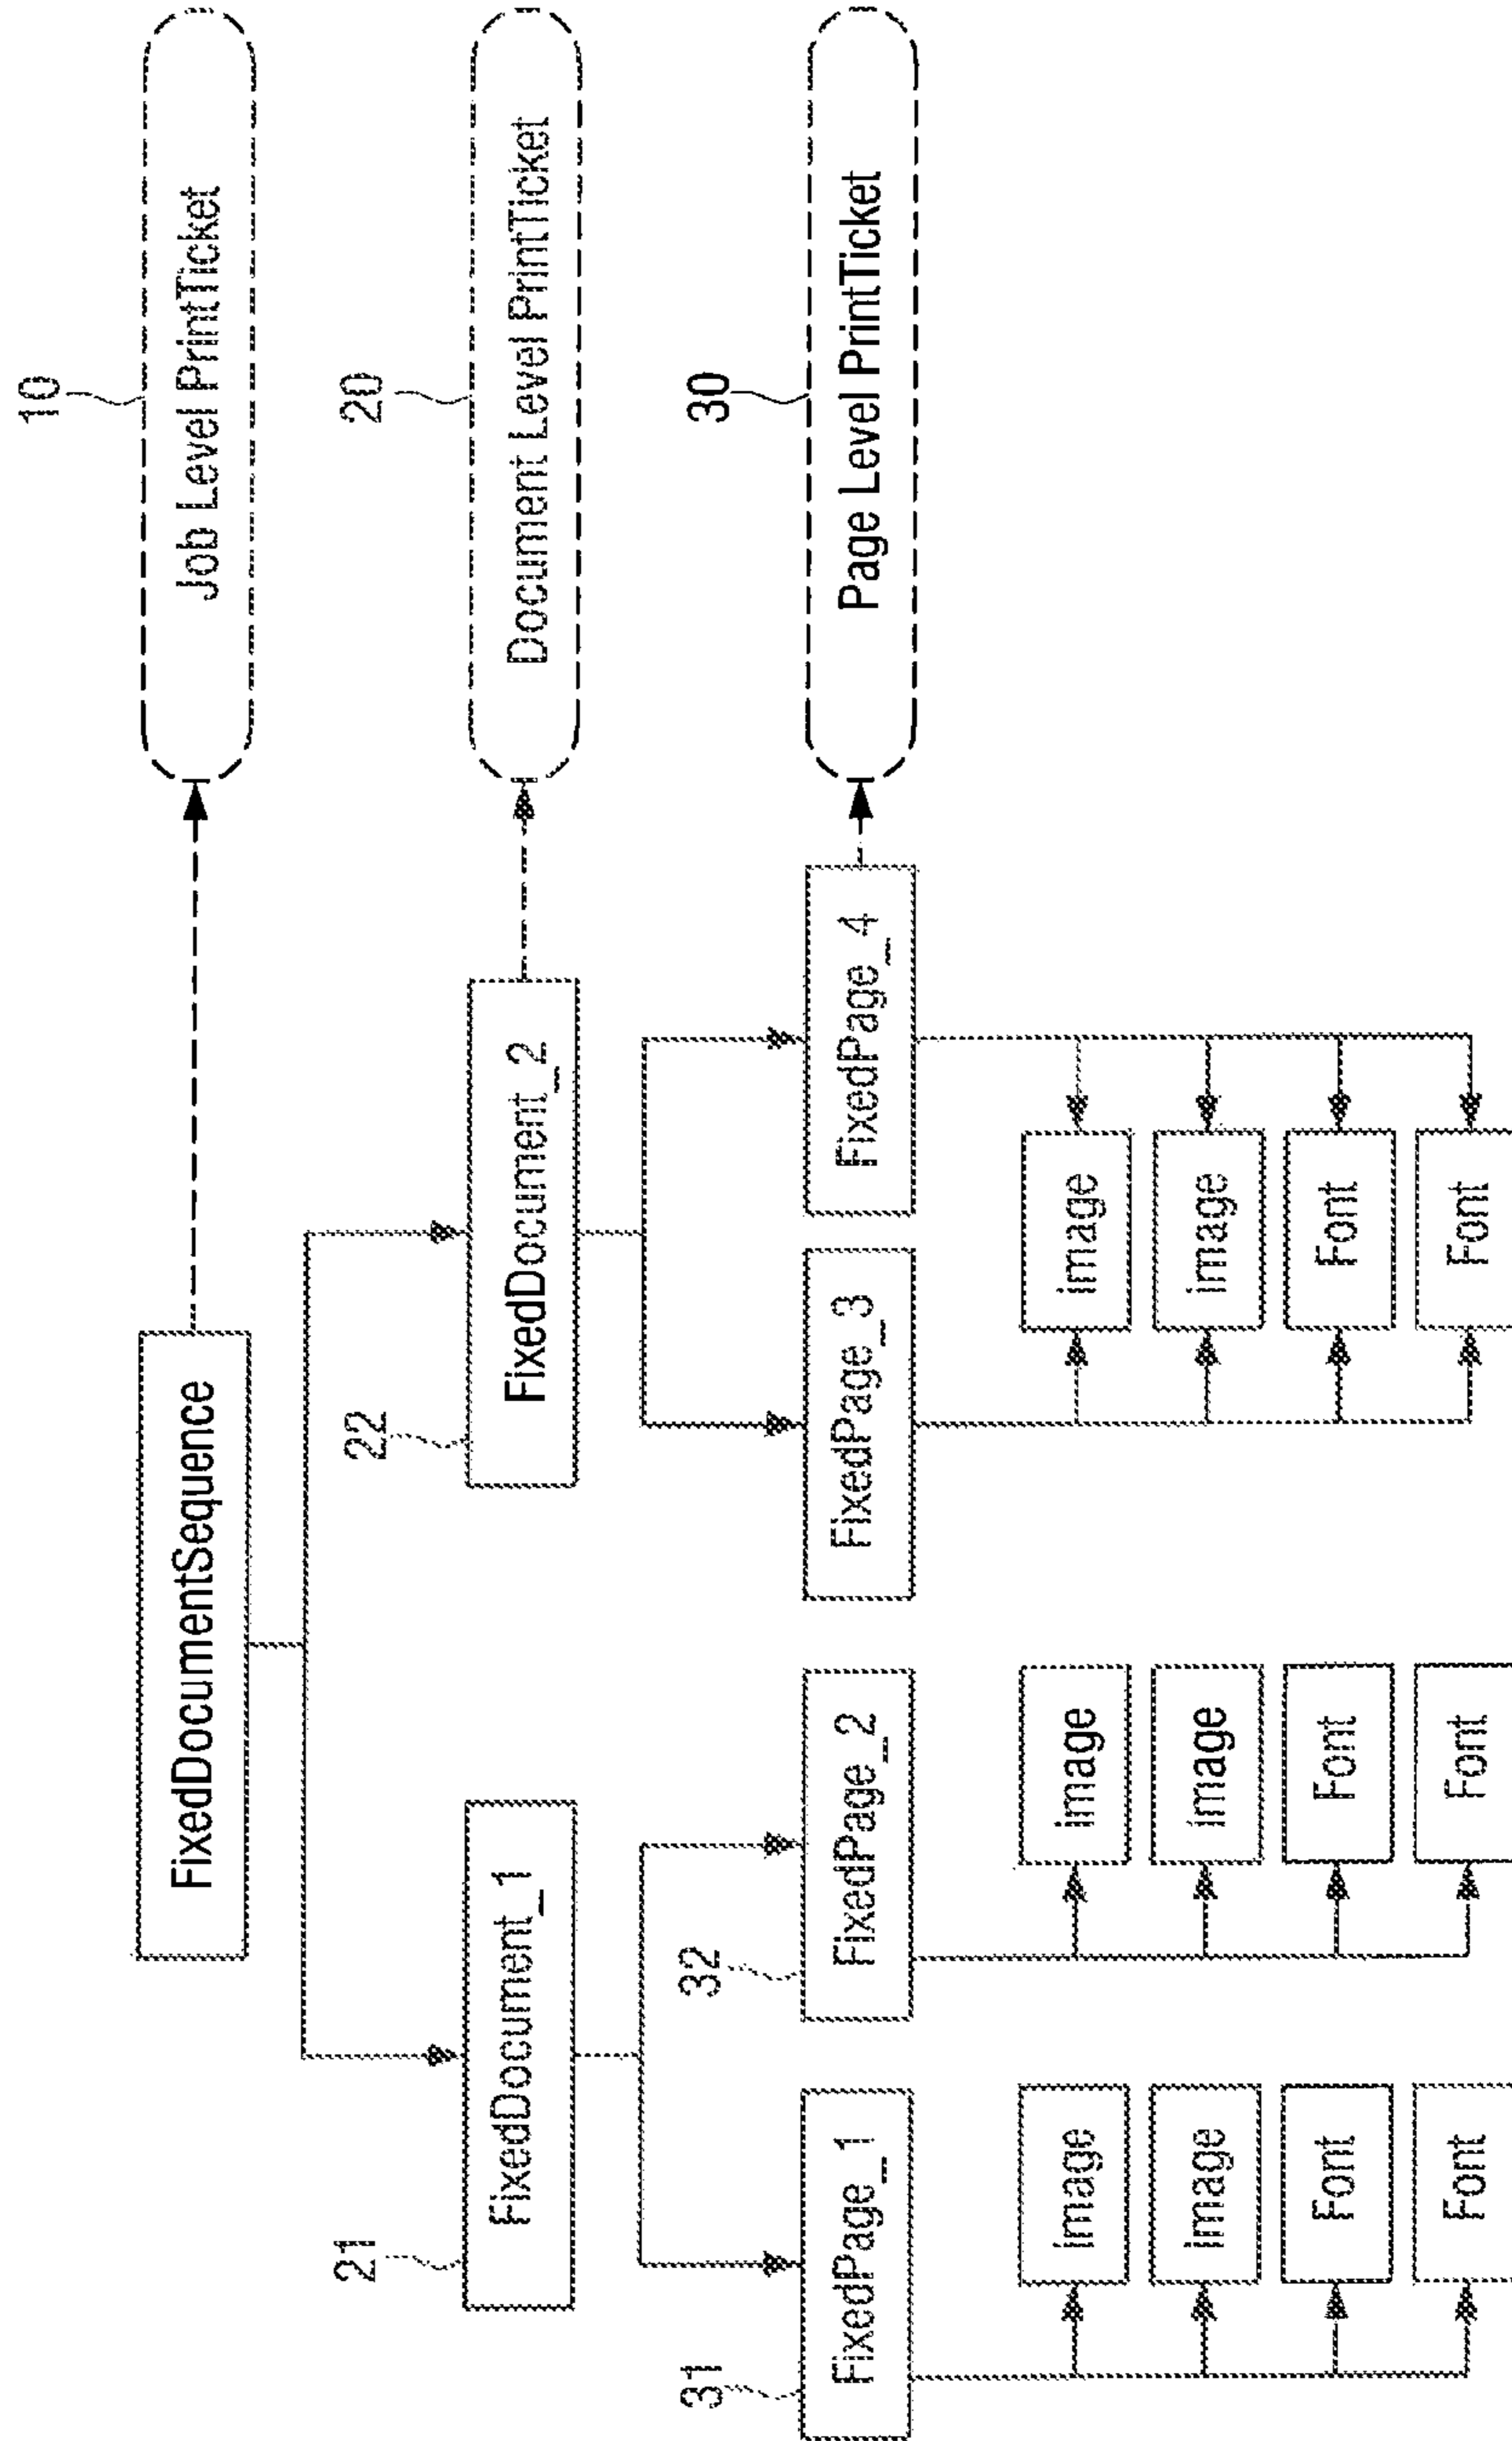 10
FixedDocumentSequence
Job Level PrintTicket
21
22
20
FixedDocument_1
FixedDocument_2
Document Level PrintTicket
31
32
30
FixedPage_1
FixedPage_2
FixedPage_3
FixedPage_4
Page Level PrintTicket
image
image
image
image
image
image
Font
Font
Font
Font
Font
Font